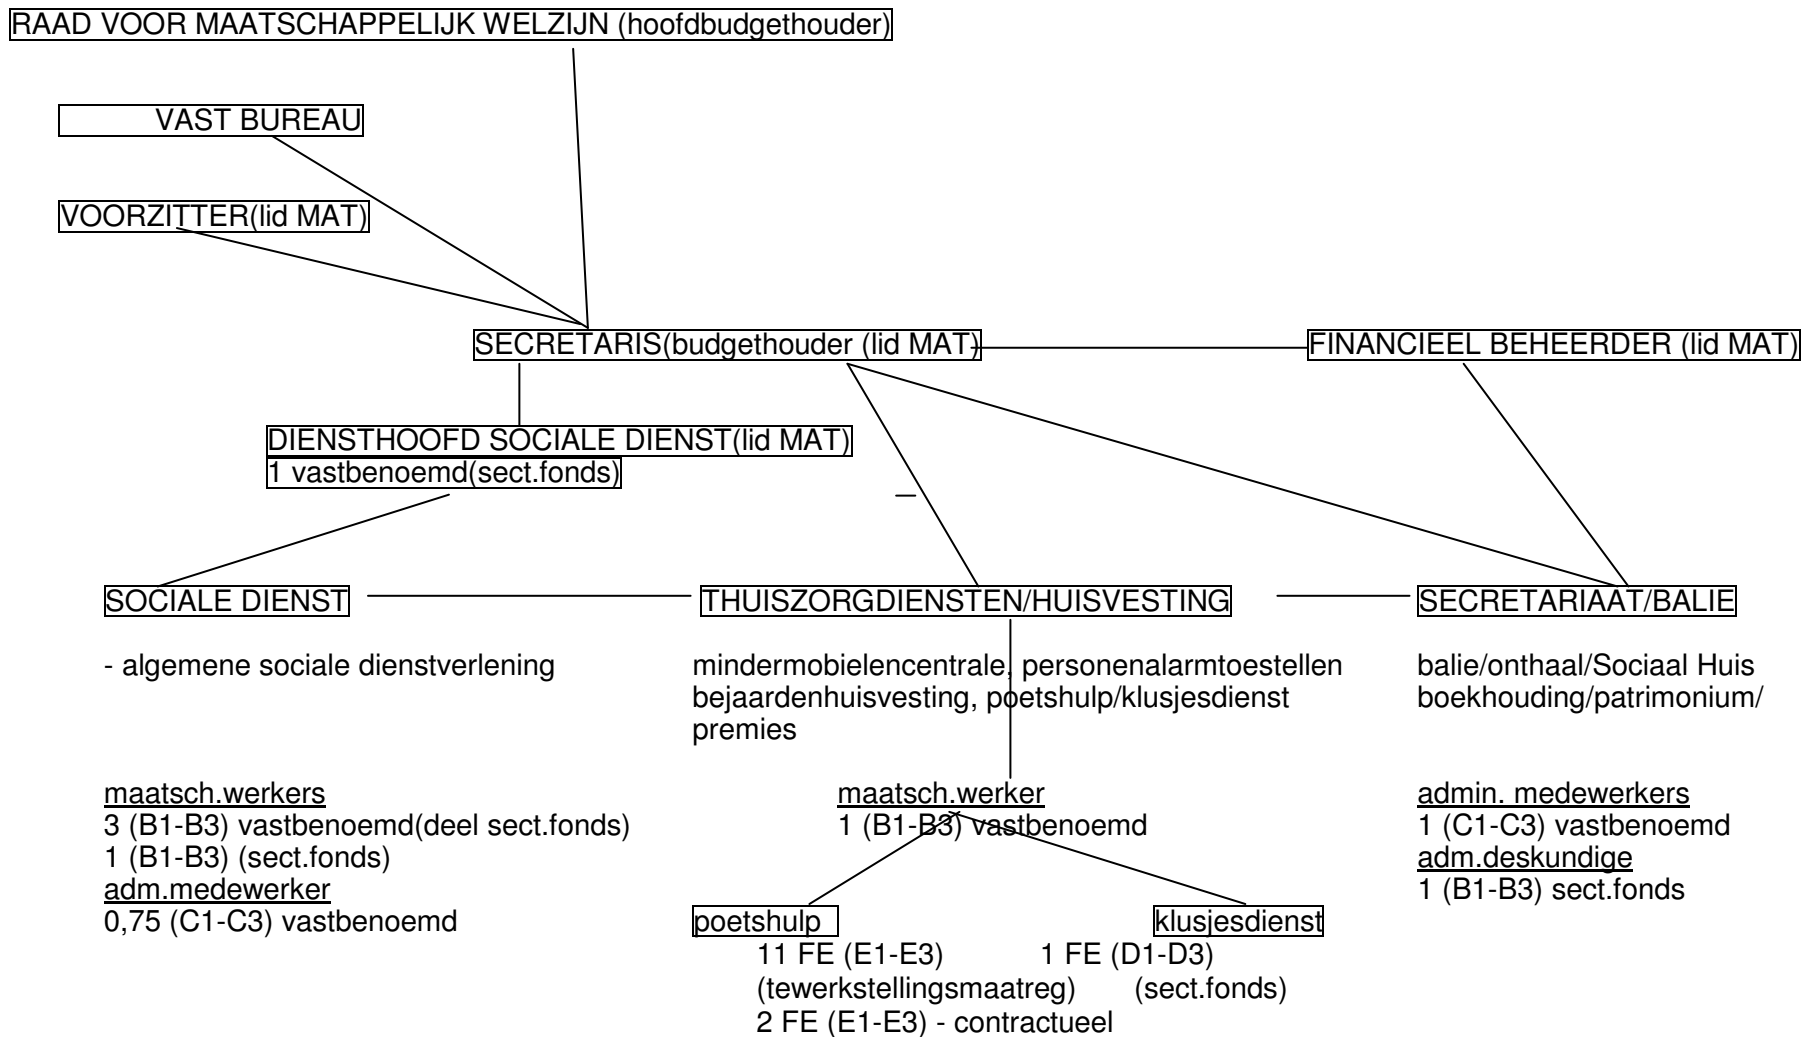 RAAD VOOR MAATSCHAPPELIJK WELZIJN (hoofdbudgethouder)
VAST BUREAU
VOORZITTER(lid MAT)
SECRETARIS(budgethouder (lid MAT)
FINANCIEEL BEHEERDER (lid MAT)
DIENSTHOOFD SOCIALE DIENST(lid MAT)
1 vastbenoemd(sect.fonds)
SOCIALE DIENST
- algemene sociale dienstverlening
maatsch.werkers
3 (B1-B3) vastbenoemd(deel sect.fonds)
1 (B1-B3) (sect.fonds)
adm.medewerker
0,75 (C1-C3) vastbenoemd
THUISZORGDIENSTEN/HUISVESTING
mindermobielencentrale, personenalarmtoestellen
bejaardenhuisvesting, poetshulp/klusjesdienst
premies
maatsch.werker
1 (B1-B3) vastbenoemd
poetshulp
11 FE (E1-E3)
(tewerkstellingsmaatreg)
2 FE (E1-E3) - contractueel
klusjesdienst
1 FE (D1-D3)
(sect.fonds)
SECRETARIAAT/BALIE
balie/onthaal/Sociaal Huis
boekhouding/patrimonium/
admin. medewerkers
1 (C1-C3) vastbenoemd
adm.deskundige
1 (B1-B3) sect.fonds